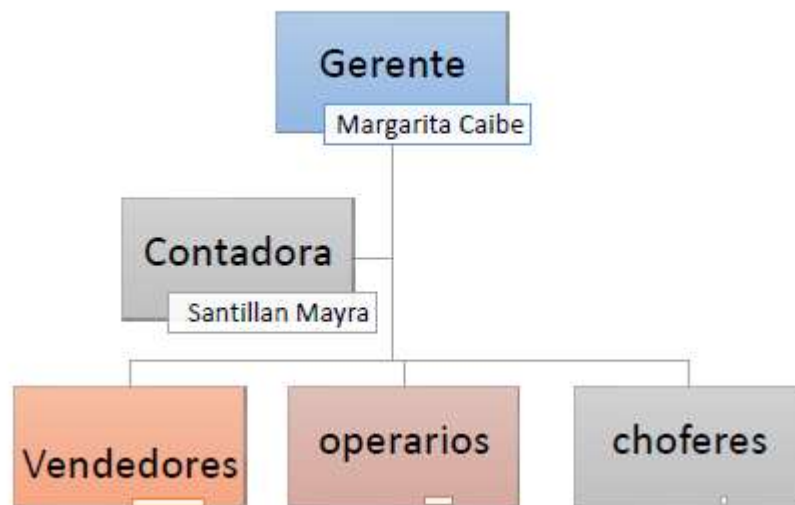 Gerente
Margarita Caibe
Contadora
Santillan Mayra
Vendedores
operarios
choferes